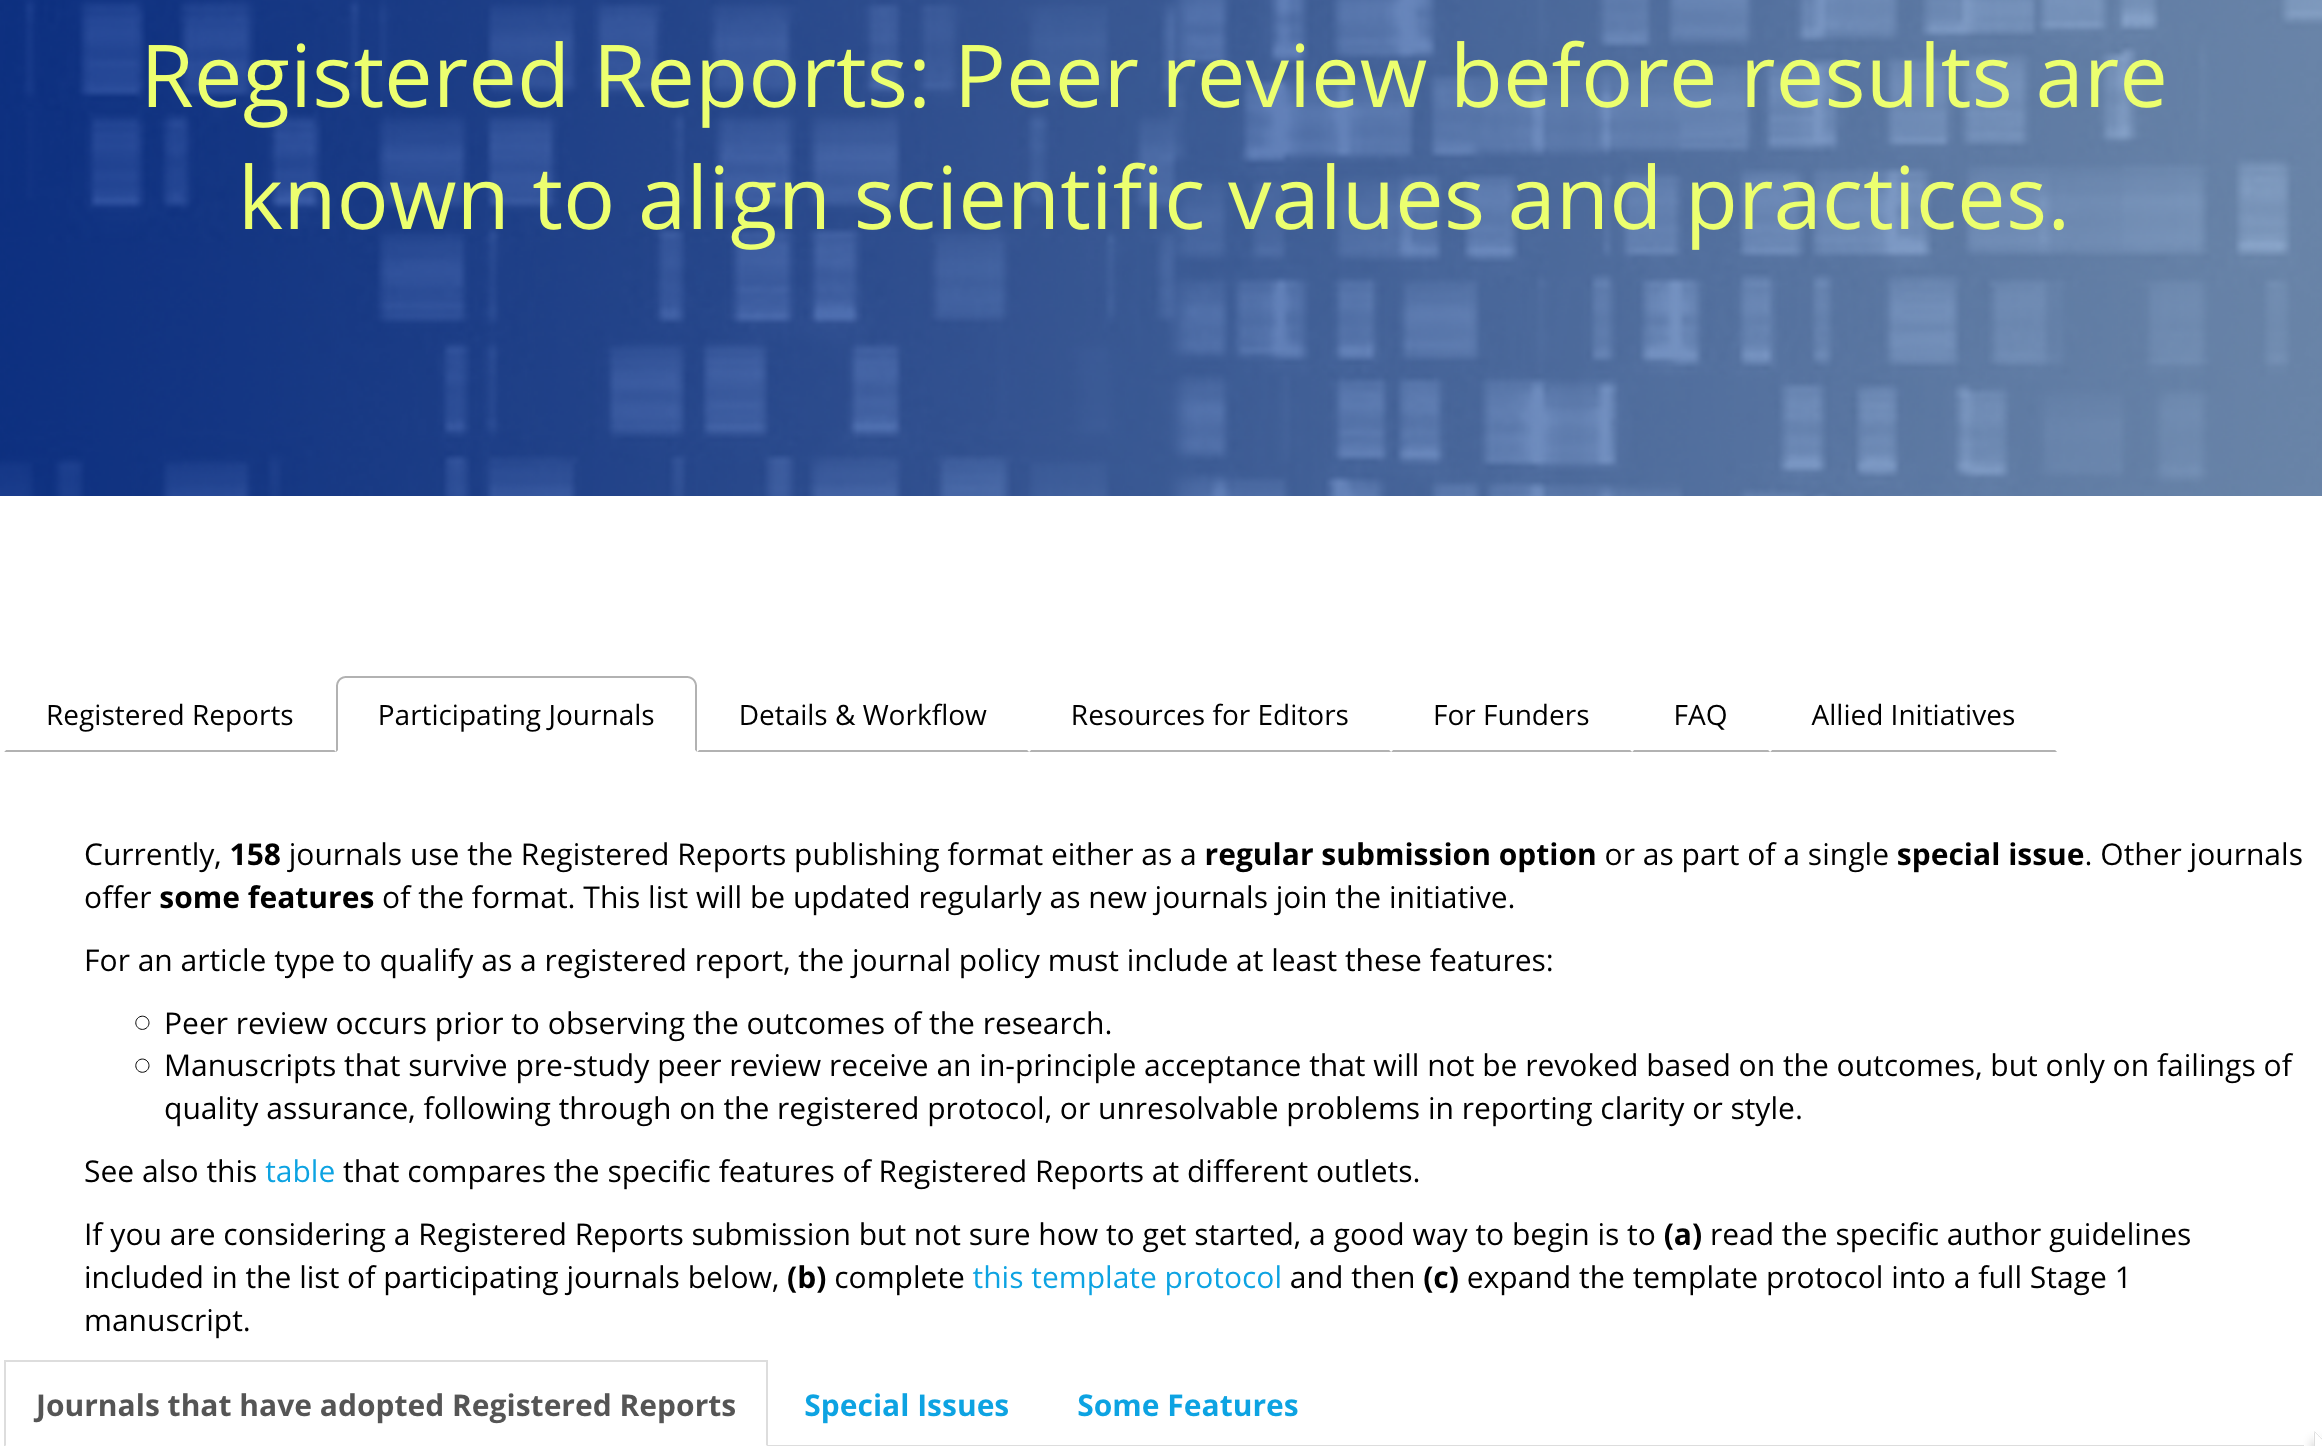 Registered Reports: Peer review before results are
known to align scientific values and practices.
Registered Reports Participating Journals Details & Workflow Resources for Editors For Funders FAQ Allied Initiatives
Currently, 158 journals use the Registered Reports publishing format either as a regular submission option or as part of a single special issue. Other journals
offer some features of the format. This list will be updated regularly as new journals join the initiative.
For an article type to qualify as a registered report, the journal policy must include at least these features:
○ Peer review occurs prior to observing the outcomes of the research.
○ Manuscripts that survive pre-study peer review receive an in-principle acceptance that will not be revoked based on the outcomes, but only on failings of
quality assurance, following through on the registered protocol, or unresolvable problems in reporting clarity or style.
See also this table that compares the specific features of Registered Reports at different outlets.
If you are considering a Registered Reports submission but not sure how to get started, a good way to begin is to (a) read the specific author guidelines
included in the list of participating journals below, (b) complete this template protocol and then (c) expand the template protocol into a full Stage 1
manuscript.
Journals that have adopted Registered Reports Special Issues Some Features